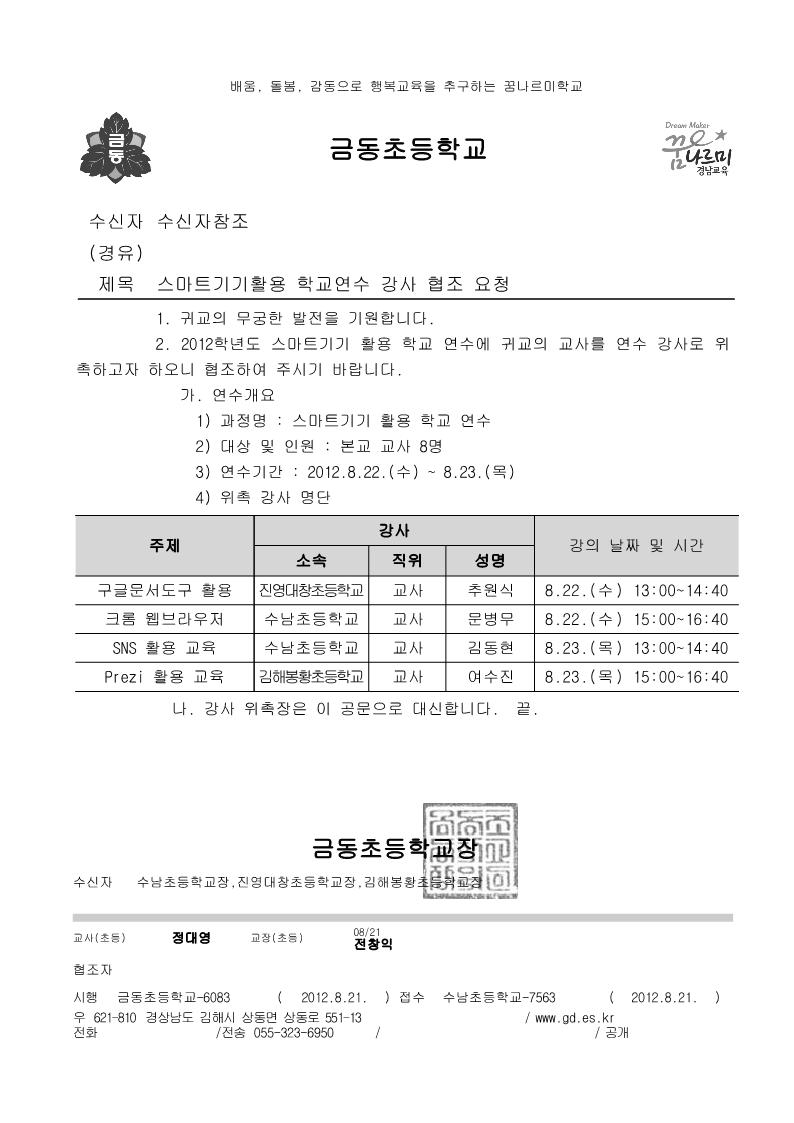 배움, 돌봄, 감동으로 행복교육을 추구하는 꿈나르미학교
금동
금동초등학교
Dream Maker
꿈나르미
경남교육
수신자 수신자참조
(경유)
제목 스마트기기활용 학교연수 강사 협조 요청
1. 귀교의 무궁한 발전을 기원합니다.
2. 2012학년도 스마트기기 활용 학교 연수에 귀교의 교사를 연수 강사로 위
촉하고자 하오니 협조하여 주시기 바랍니다.
가. 연수개요
1) 과정명 : 스마트기기 활용 학교 연수
2) 대상 및 인원 : 본교 교사 8명
3) 연수기간 : 2012.8.22.(수) ~ 8.23.(목)
4) 위촉 강사 명단
주제 강사 강의 날짜 및 시간
소속 직위 성명
구글문서도구 활용 진영대창초등학교 교사 추원식 8.22.(수) 13:00~14:40
크롬 웹브라우저 수남초등학교 교사 문병무 8.22.(수) 15:00~16:40
SNS 활용 교육 수남초등학교 교사 김동현 8.23.(목) 13:00~14:40
Prezi 활용 교육 김해봉황초등학교 교사 여수진 8.23.(목) 15:00~16:40
나. 강사 위촉장은 이 공문으로 대신합니다. 끝.
금동초등학교장
수신자 수남초등학교장,진영대창초등학교장,김해봉황초등학교장
교사(초등) 정대영 교장(초등) 08/21 전창익
협조자
시행 금동초등학교-6083 ( 2012.8.21. ) 접수 수남초등학교-7563 ( 2012.8.21. )
우 621-810 경상남도 김해시 상동면 상동로 551-13 / www.gd.es.kr
전화 /전송 055-323-6950 / / 공개